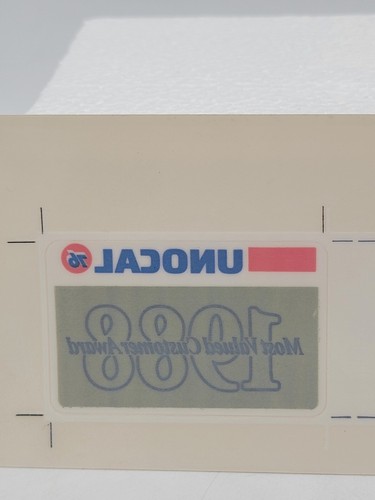 UNOCAL 76
1988
Most Valued Customer Award